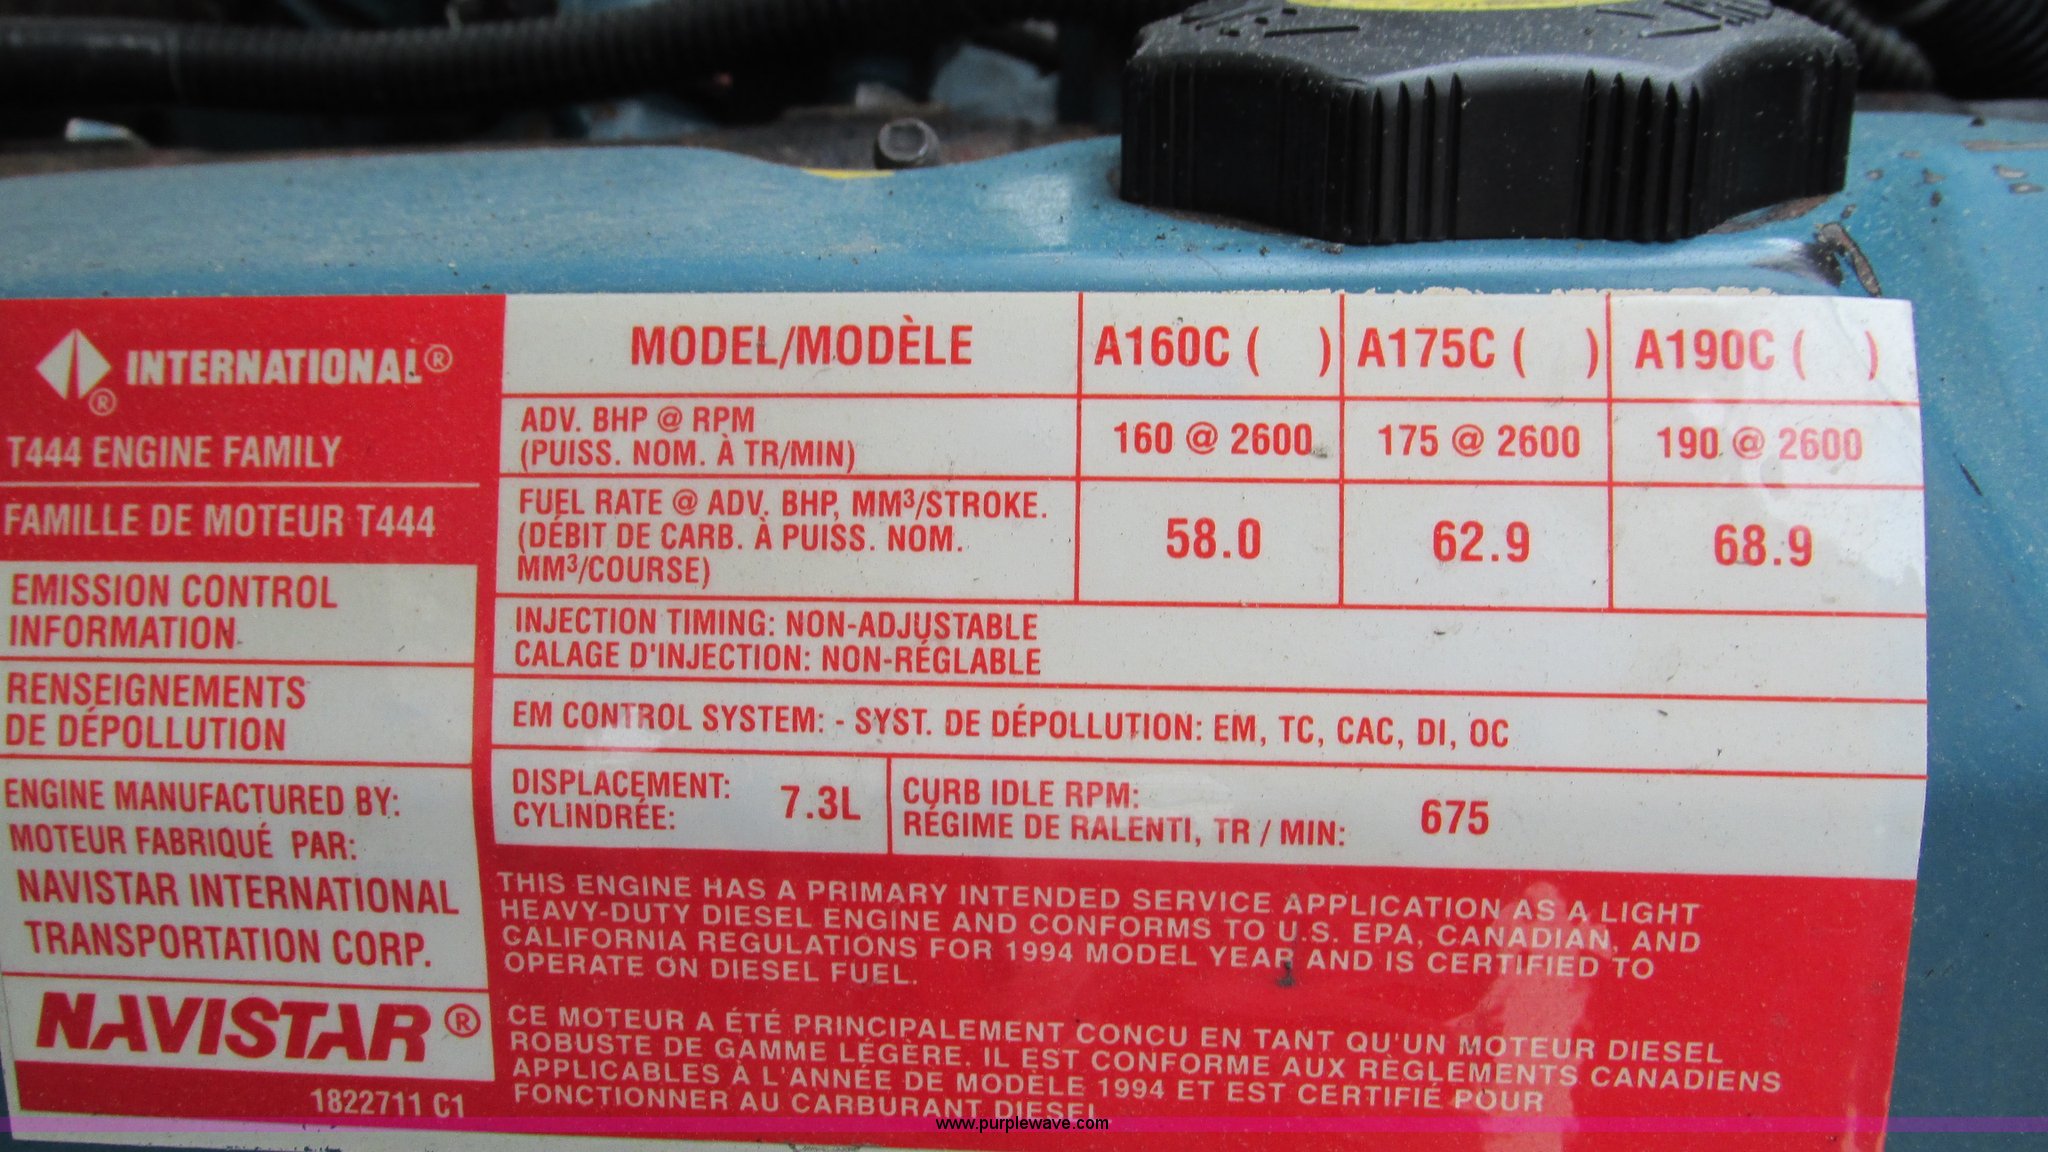 INTERNATIONAL®
®
T444 ENGINE FAMILY
FAMILLE DE MOTEUR T444
EMISSION CONTROL
INFORMATION
RENSEIGNEMENTS
DE DÉPOLLUTION
ENGINE MANUFACTURED BY:
MOTEUR FABRIQUÉ PAR:
NAVISTAR INTERNATIONAL
TRANSPORTATION CORP.
NAVISTAR®
1822711 C1
MODEL/MODÈLE A160C ( ) A175C ( ) A190C ( )
ADV. BHP @ RPM
(PUISS. NOM. À TR/MIN) 160 @ 2600 175 @ 2600 190 @ 2600
FUEL RATE @ ADV. BHP, MM³/STROKE.
(DÉBIT DE CARB. À PUISS. NOM.
MM³/COURSE) 58.0 62.9 68.9
INJECTION TIMING: NON-ADJUSTABLE
CALAGE D'INJECTION: NON-RÉGLABLE
EM CONTROL SYSTEM: - SYST. DE DÉPOLLUTION: EM, TC, CAC, DI, OC
DISPLACEMENT:
CYLINDRÉE: 7.3L
CURB IDLE RPM:
RÉGIME DE RALENTI, TR / MIN: 675
THIS ENGINE HAS A PRIMARY INTENDED SERVICE APPLICATION AS A LIGHT
HEAVY-DUTY DIESEL ENGINE AND CONFORMS TO U.S. EPA, CANADIAN, AND
CALIFORNIA REGULATIONS FOR 1994 MODEL YEAR AND IS CERTIFIED TO
OPERATE ON DIESEL FUEL.
CE MOTEUR A ÉTÉ PRINCIPALEMENT CONCU EN TANT QU'UN MOTEUR DIESEL
ROBUSTE DE GAMME LÉGÈRE. IL EST CONFORME AUX RÈGLEMENTS CANADIENS
APPLICABLES À L'ANNÉE DE MODÈLE 1994 ET EST CERTIFIÉ POUR
FONCTIONNER AU CARBURANT DIESEL
www.purplewave.com